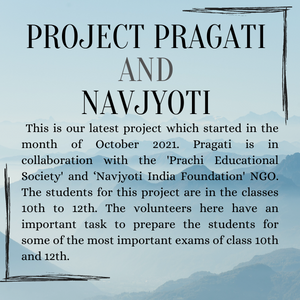 PROJECT PRAGATI
AND
NAVJYOTI
This is our latest project which started in the
month of October 2021. Pragati is in
collaboration with the 'Prachi Educational
Society' and ‘Navjyoti India Foundation' NGO.
The students for this project are in the classes
10th to 12th. The volunteers here have an
important task to prepare the students for
some of the most important exams of class 10th
and 12th.